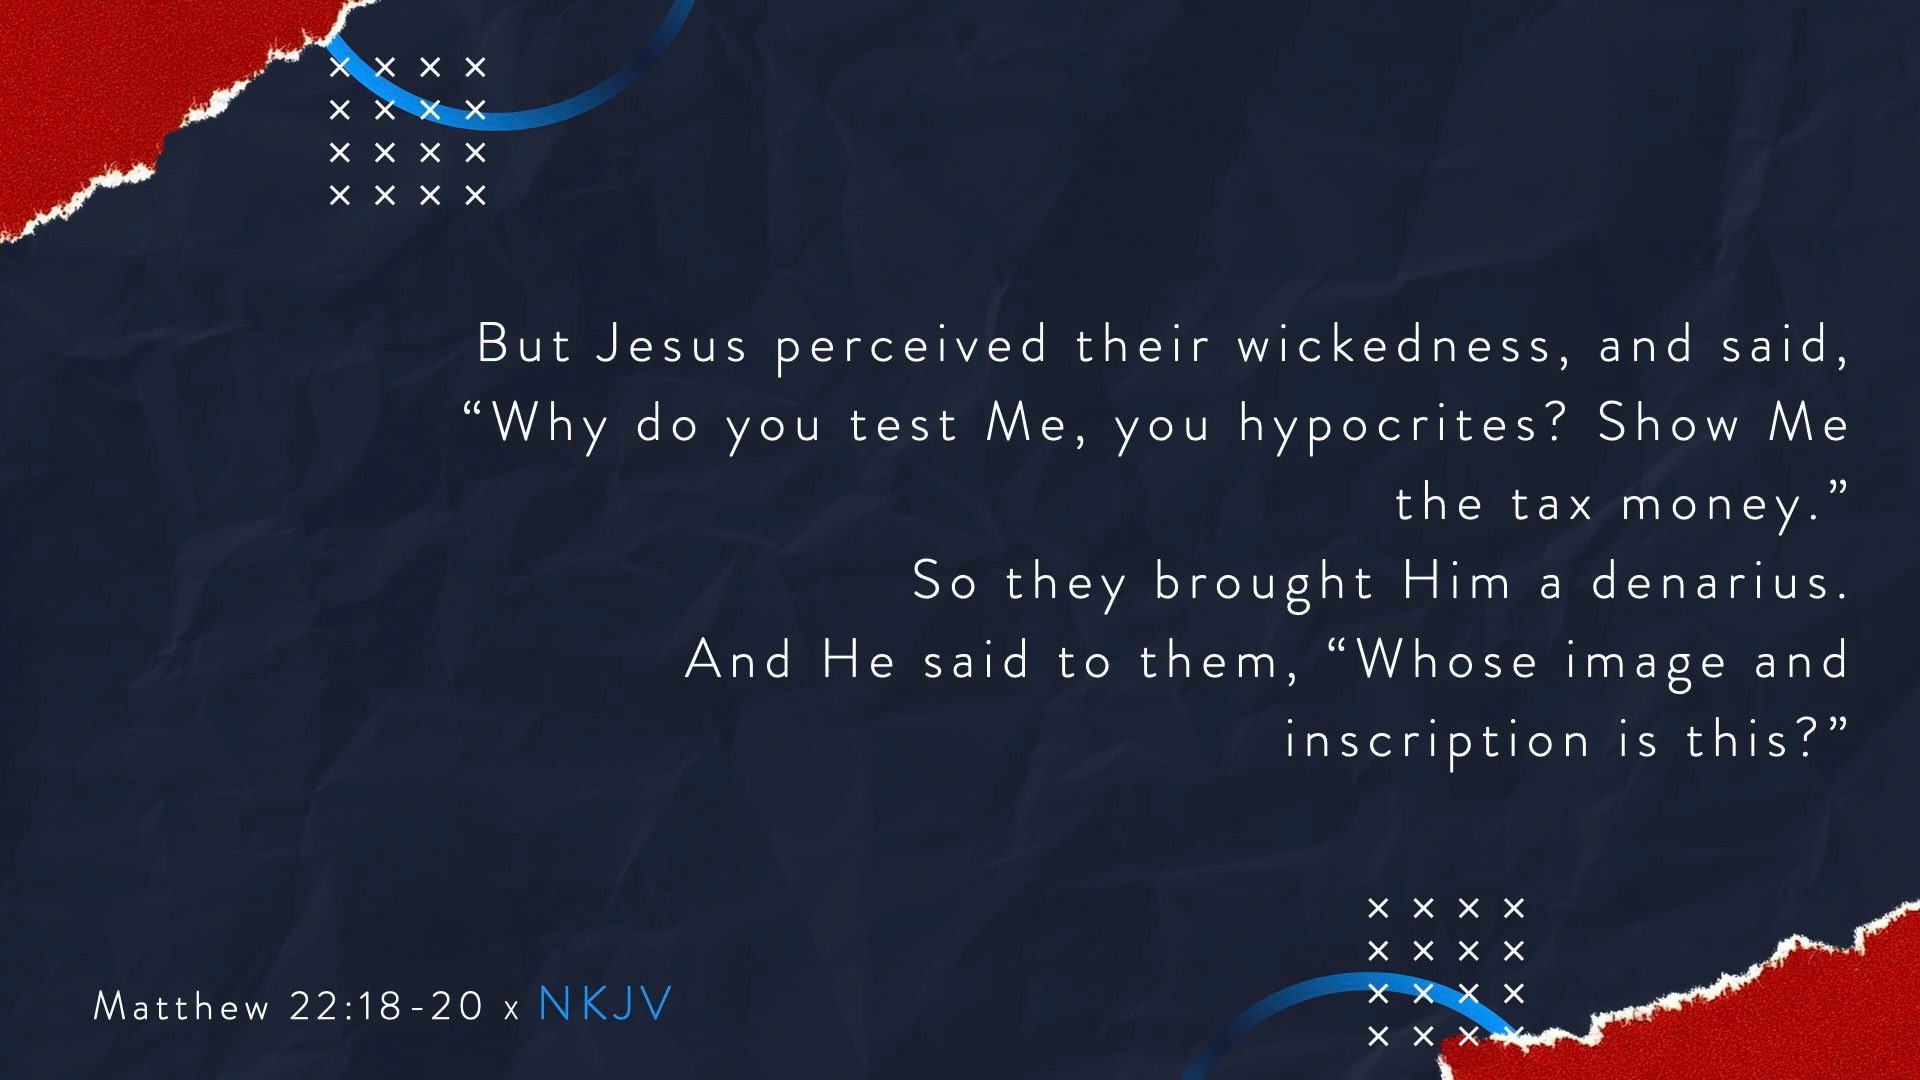 But Jesus perceived their wickedness, and said,
“Why do you test Me, you hypocrites? Show Me
the tax money.”
So they brought Him a denarius.
And He said to them, “Whose image and
inscription is this?”
Matthew 22:18-20 x NKJV